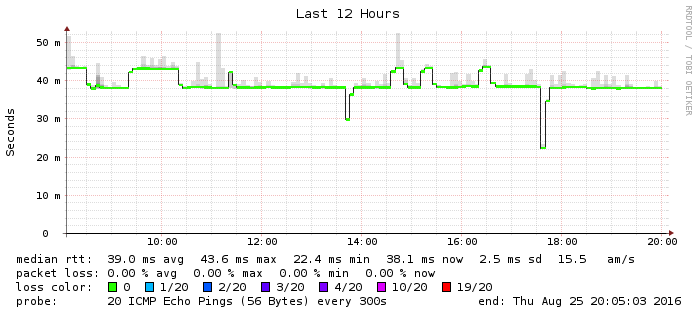 Last 12 Hours
RRDTOOL / TOBI OETIKER
Seconds
50 m
40 m
30 m
20 m
10 m
0
10:00 12:00 14:00 16:00 18:00 20:00
median rtt: 39.0 ms avg 43.6 ms max 22.4 ms min 38.1 ms now 2.5 ms sd 15.5 am/s
packet loss: 0.00 % avg 0.00 % max 0.00 % min 0.00 % now
loss color: 0 1/20 2/20 3/20 4/20 10/20 19/20
probe: 20 ICMP Echo Pings (56 Bytes) every 300s end: Thu Aug 25 20:05:03 2016